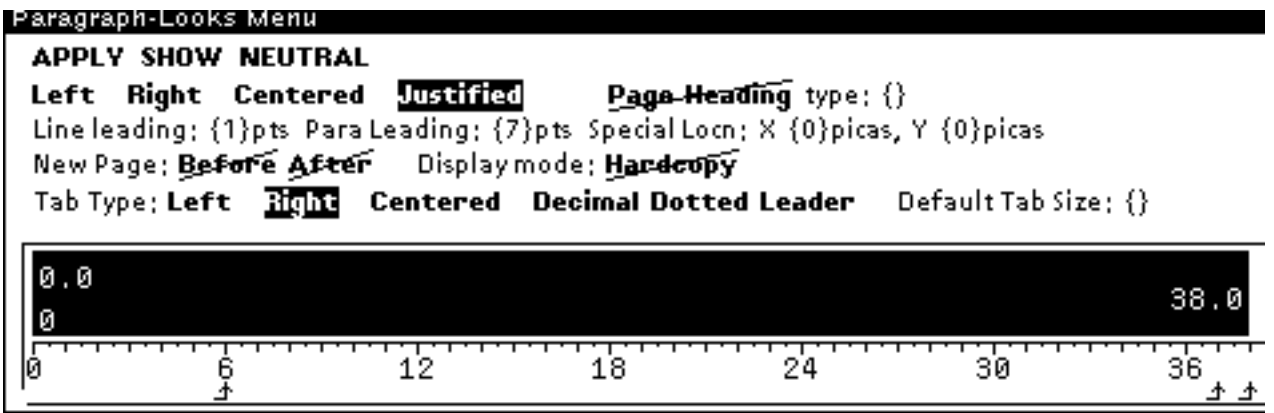 Paragraph-Looks Menu
APPLY SHOW NEUTRAL
Left Right Centered Justified Page Heading type: {}
Line leading: {1}pts Para Leading: {7}pts Special Locn: X {0}picas, Y {0}picas
New Page: Before After Display mode: Hardcopy
Tab Type: Left Right Centered Decimal Dotted Leader Default Tab Size: {}
0.0
38.0
0
0 6 12 18 24 30 36